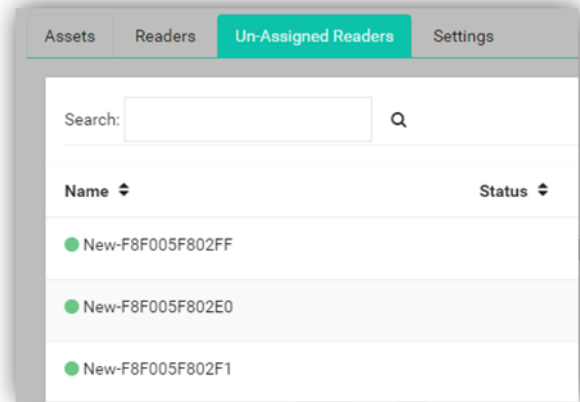 Assets Readers Un-Assigned Readers Settings
Search:
Name Status
New-F8F005F802FF
New-F8F005F802E0
New-F8F005F802F1